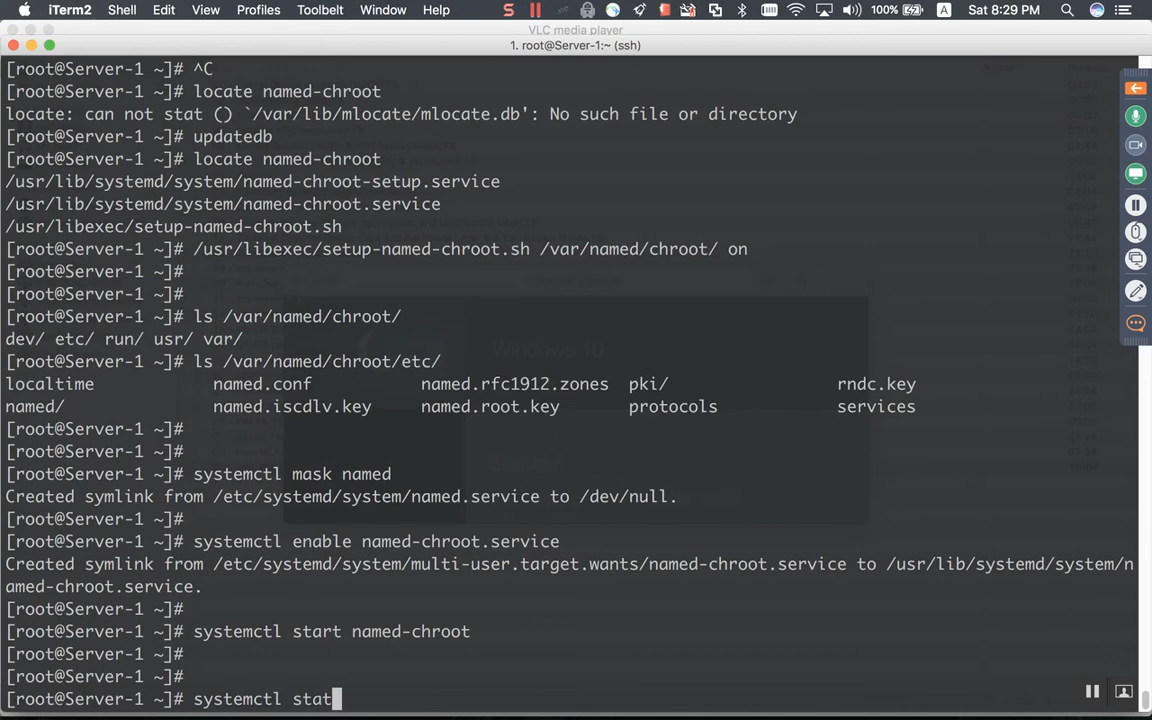 iTerm2 Shell Edit View Profiles Toolbelt Window Help 100% A Sat 8:29 PM
VLC media player
1. root@Server-1:~ (ssh)
[root@Server-1 ~]# ^C
[root@Server-1 ~]# locate named-chroot
locate: can not stat () `/var/lib/mlocate/mlocate.db': No such file or directory
[root@Server-1 ~]# updatedb
[root@Server-1 ~]# locate named-chroot
/usr/lib/systemd/system/named-chroot-setup.service
/usr/lib/systemd/system/named-chroot.service
/usr/libexec/setup-named-chroot.sh
[root@Server-1 ~]# /usr/libexec/setup-named-chroot.sh /var/named/chroot/ on
[root@Server-1 ~]#
[root@Server-1 ~]#
[root@Server-1 ~]# ls /var/named/chroot/
dev/ etc/ run/ usr/ var/
[root@Server-1 ~]# ls /var/named/chroot/etc/
localtime named.conf named.rfc1912.zones pki/ rndc.key
named/ named.iscdlv.key named.root.key protocols services
[root@Server-1 ~]#
[root@Server-1 ~]#
[root@Server-1 ~]# systemctl mask named
Created symlink from /etc/systemd/system/named.service to /dev/null.
[root@Server-1 ~]#
[root@Server-1 ~]# systemctl enable named-chroot.service
Created symlink from /etc/systemd/system/multi-user.target.wants/named-chroot.service to /usr/lib/systemd/system/n
amed-chroot.service.
[root@Server-1 ~]#
[root@Server-1 ~]# systemctl start named-chroot
[root@Server-1 ~]#
[root@Server-1 ~]#
[root@Server-1 ~]# systemctl stat
Windows 10